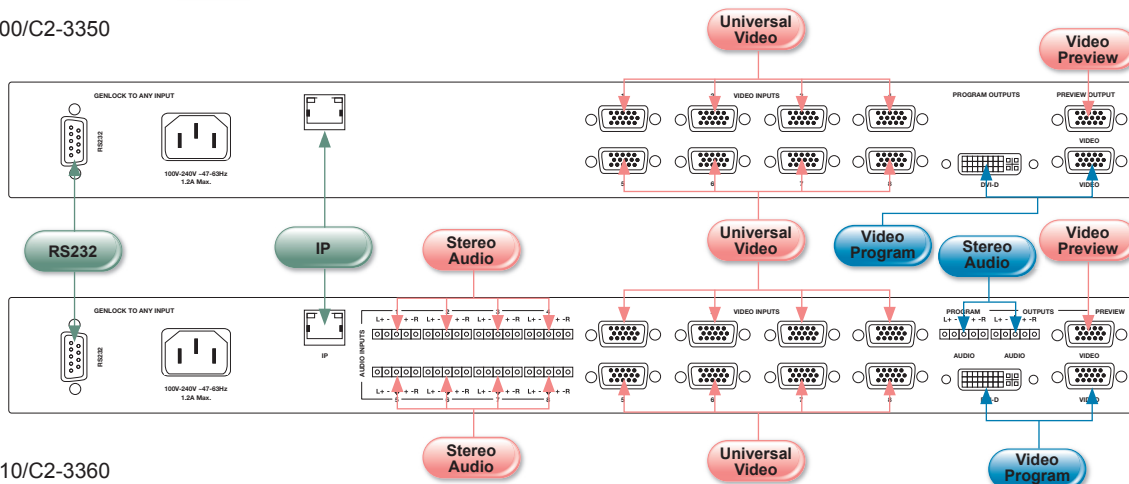 00/C2-3350
Universal
Video
Video
Preview
GENLOCK TO ANY INPUT
VIDEO INPUTS
PROGRAM OUTPUTS
PREVIEW OUTPUT
RS232
100V-240V ~47-63Hz
1.2A Max.
VIDEO
5
6
7
8
DVI-D
VIDEO
RS232
IP
Stereo
Audio
Universal
Video
Video
Program
Stereo
Audio
Video
Preview
GENLOCK TO ANY INPUT
VIDEO INPUTS
PROGRAM
OUTPUTS
PREVIEW
L+ - + -R L+ - + -R L+ - + -R L+ - + -R
L+ - + -R L+ - + -R
RS232
IP
AUDIO INPUTS
AUDIO
AUDIO
VIDEO
100V-240V ~47-63Hz
1.2A Max.
L+ - + -R L+ - + -R L+ - + -R L+ - + -R
5
6
7
8
5
6
7
8
VIDEO
Stereo
Audio
Universal
Video
Video
Program
10/C2-3360